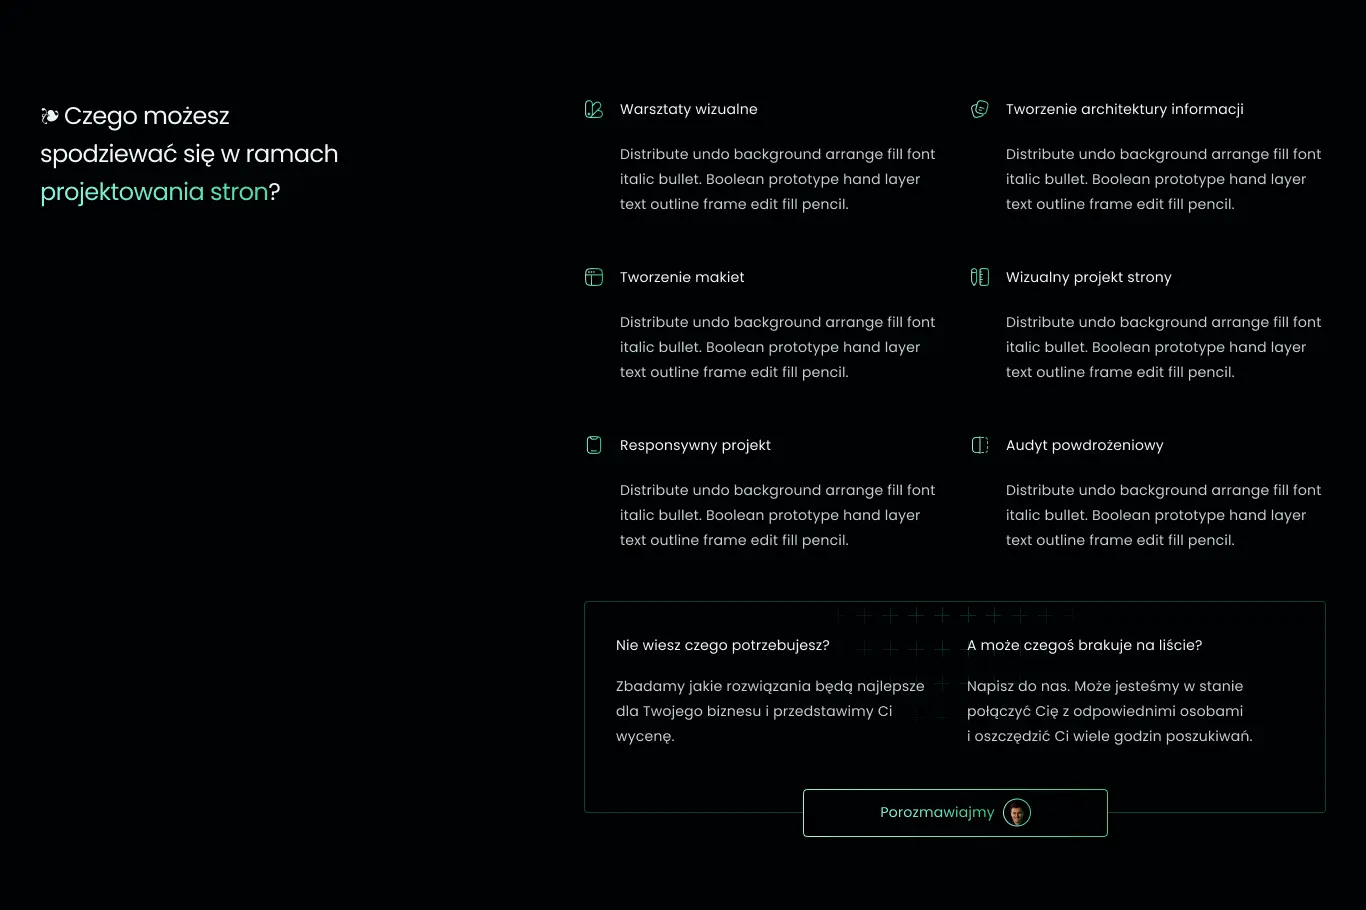 ❧ Czego możesz
spodziewać się w ramach
projektowania stron?
Warsztaty wizualne
Distribute undo background arrange fill font
italic bullet. Boolean prototype hand layer
text outline frame edit fill pencil.
Tworzenie architektury informacji
Distribute undo background arrange fill font
italic bullet. Boolean prototype hand layer
text outline frame edit fill pencil.
Tworzenie makiet
Distribute undo background arrange fill font
italic bullet. Boolean prototype hand layer
text outline frame edit fill pencil.
Wizualny projekt strony
Distribute undo background arrange fill font
italic bullet. Boolean prototype hand layer
text outline frame edit fill pencil.
Responsywny projekt
Distribute undo background arrange fill font
italic bullet. Boolean prototype hand layer
text outline frame edit fill pencil.
Audyt powdrożeniowy
Distribute undo background arrange fill font
italic bullet. Boolean prototype hand layer
text outline frame edit fill pencil.
Nie wiesz czego potrzebujesz?
Zbadamy jakie rozwiązania będą najlepsze
dla Twojego biznesu i przedstawimy Ci
wycenę.
A może czegoś brakuje na liście?
Napisz do nas. Może jesteśmy w stanie
połączyć Cię z odpowiednimi osobami
i oszczędzić Ci wiele godzin poszukiwań.
Porozmawiajmy